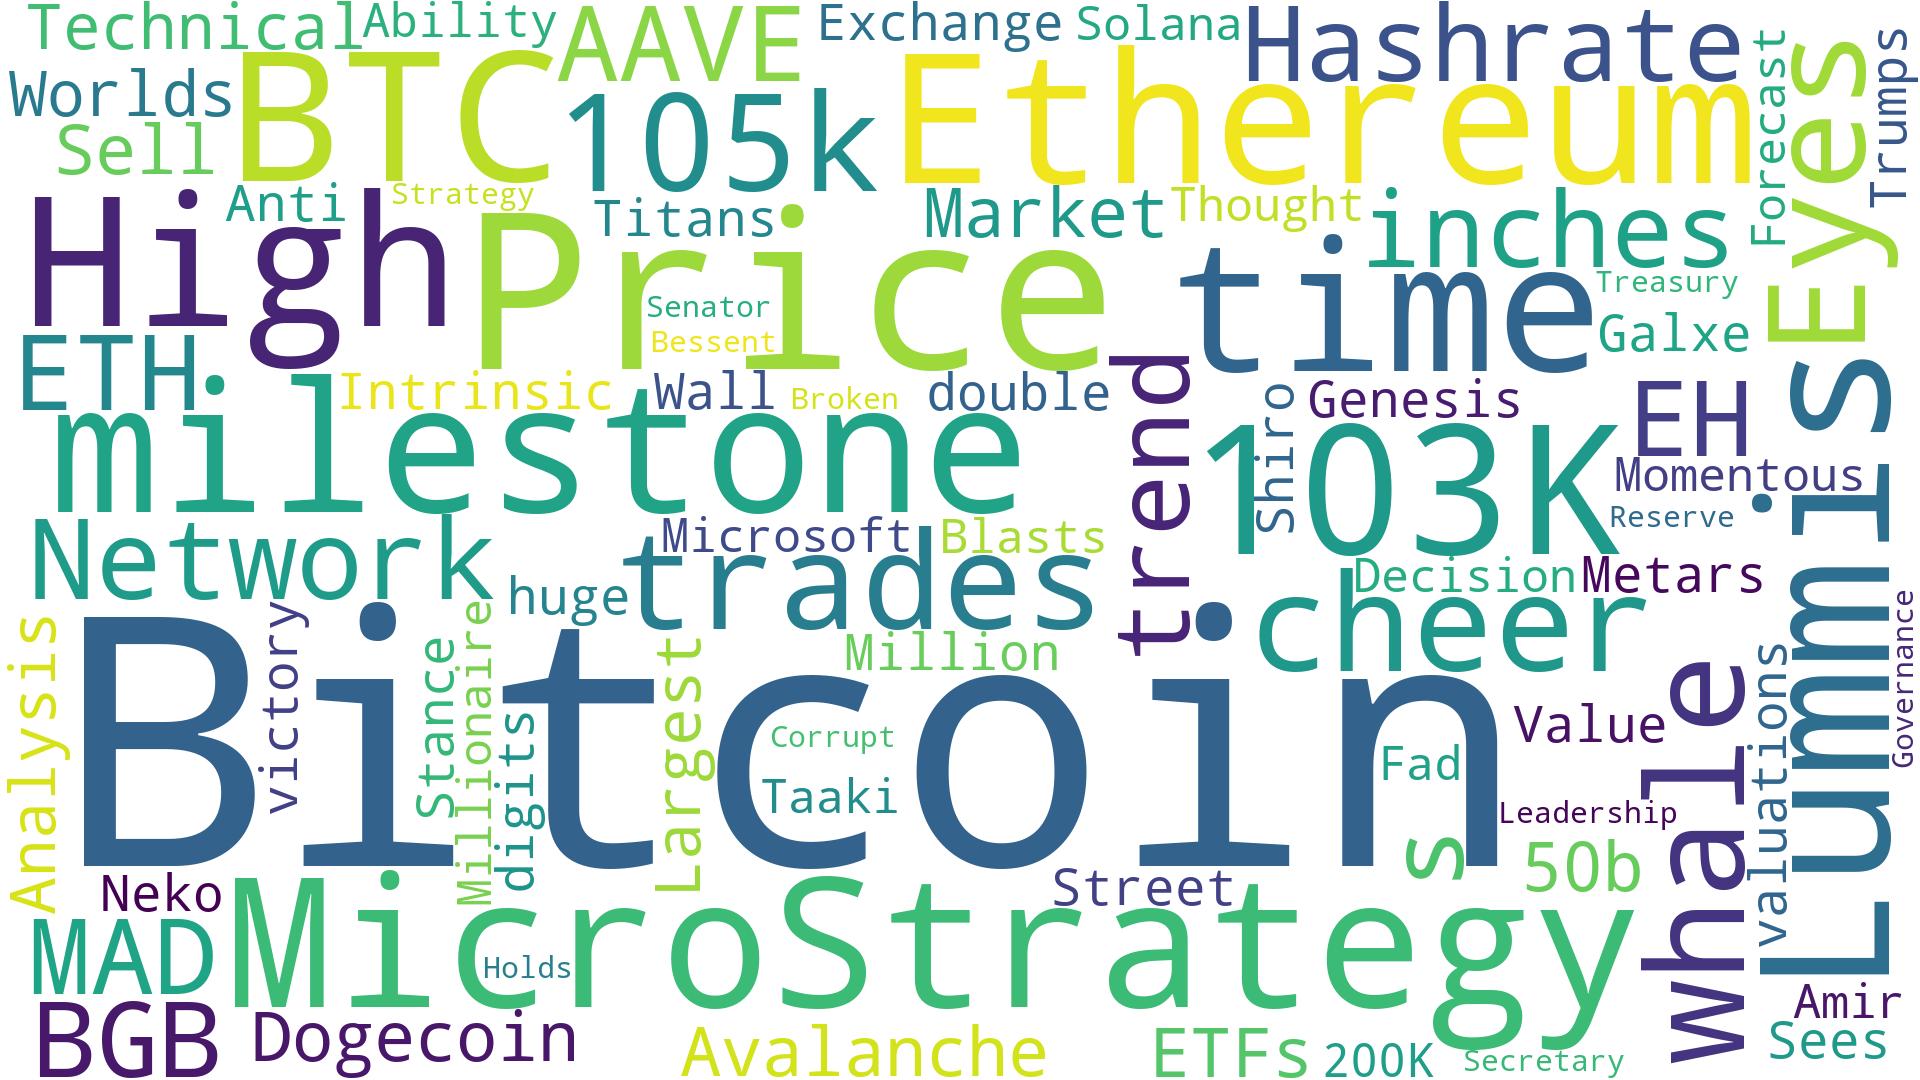 Technical
Ability
AAVE
Exchange
Solana
Hashrate
Worlds
BTC
105k
Ethereum
Forecast
Eyes
Trumps
Sell
High
Anti
Strategy
Price
Titans
Market
Thought
inches
time
Treasury
Senator
Bessent
Galxe
ETH
milestone
Intrinsic
Wall
Broken
double
trend
Shiro
Genesis
EH
Lummis
103K
Momentous
Reserve
Network
Microsoft
Blasts
trades
huge
Decision
Metars
cheer
Analysis
Bitcoin
victory
Stance
Millionaire
digits
Largest
Million
whale
valuations
Governance
Corrupt
Taaki
Fad
Value
Leadership
s
50b
Neko
MicroStrategy
Street
MAD
Holds
BGB
Dogecoin
Avalanche
ETFs
200K
Secretary
Amir
Sees